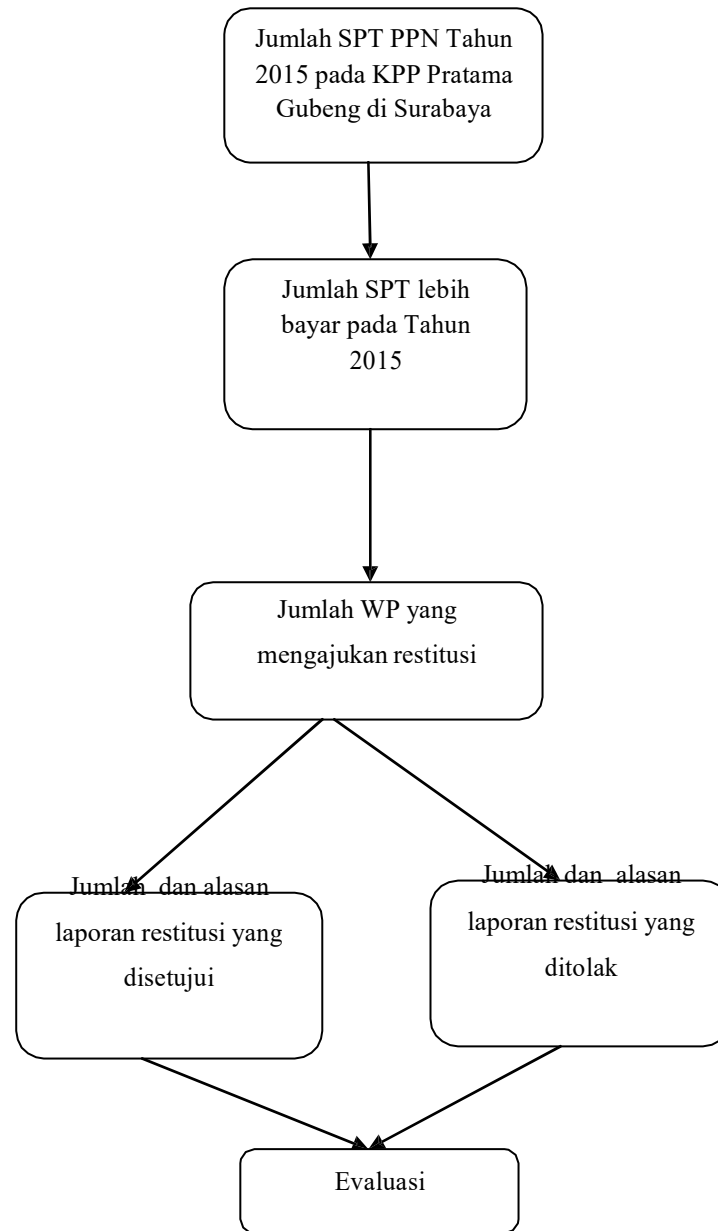 Jumlah SPT PPN Tahun
2015 pada KPP Pratama
Gubeng di Surabaya
Jumlah SPT lebih
bayar pada Tahun
2015
Jumlah WP yang
mengajukan restitusi
Jumlah dan alasan
laporan restitusi yang
disetujui
Jumlah dan alasan
laporan restitusi yang
ditolak
Evaluasi